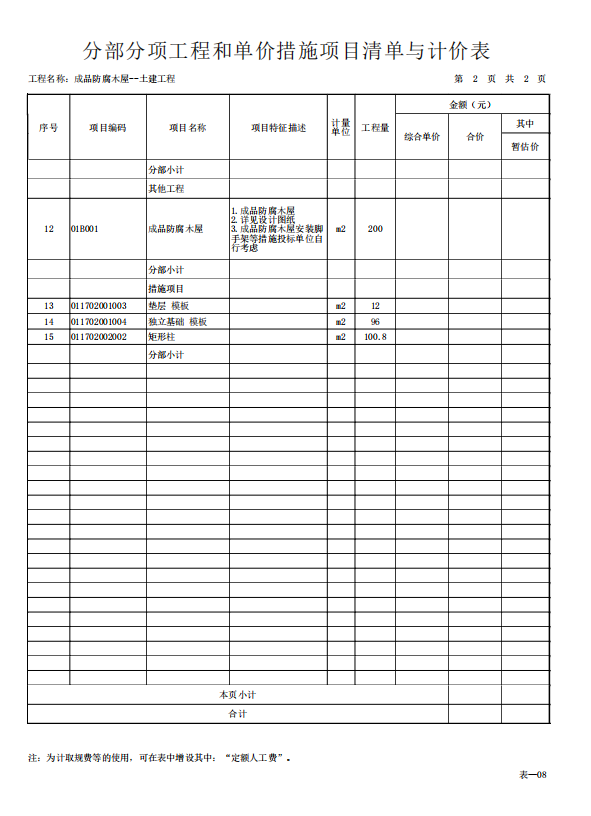 分部分项工程和单价措施项目清单与计价表
工程名称：成品防腐木屋--土建工程 第 2 页 共 2 页
序号 项目编码 项目名称 项目特征描述 计量单位 工程量 金额（元）
综合单价 合价 其中
暂估价
分部小计
其他工程
12 01B001 成品防腐木屋 1.成品防腐木屋 m2 200
2.详见设计图纸
3.成品防腐木屋安装脚
手架等措施投标单位自
行考虑
分部小计
措施项目
13 011702001003 垫层 模板 m2 12
14 011702001004 独立基础 模板 m2 96
15 011702002002 矩形柱 m2 100.8
分部小计
本页小计
合计
注：为计取规费等的使用，可在表中增设其中：“定额人工费”。
表—08